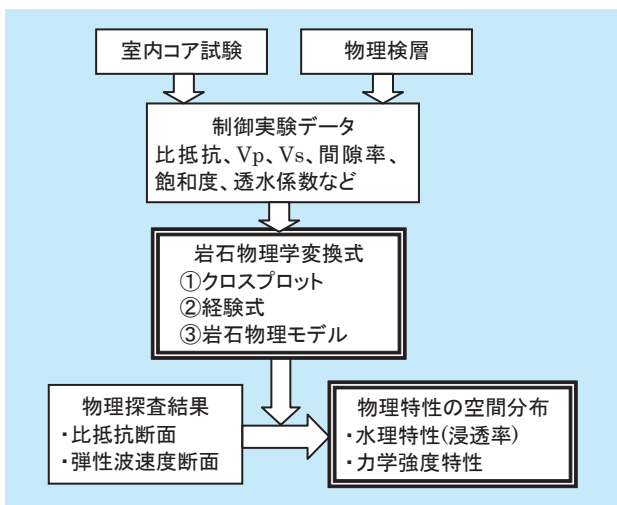 室内コア試験
物理検層
制御実験データ
比抵抗、Vp、Vs、間隙率、
飽和度、透水係数など
岩石物理学変換式
①クロスプロット
②経験式
③岩石物理モデル
物理探査結果
・比抵抗断面
・弾性波速度断面
物理特性の空間分布
・水理特性(浸透率)
・力学強度特性